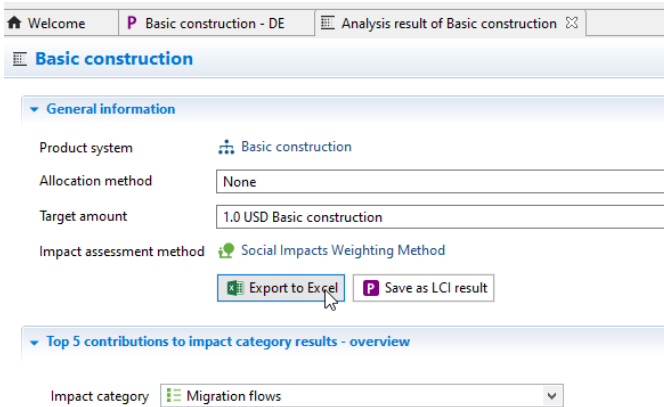 Welcome
P Basic construction - DE
Analysis result of Basic construction
Basic construction
General information
Product system
Basic construction
Allocation method
None
Target amount
1.0 USD Basic construction
Impact assessment method
Social Impacts Weighting Method
Export to Excel
P Save as LCI result
Top 5 contributions to impact category results - overview
Impact category
Migration flows